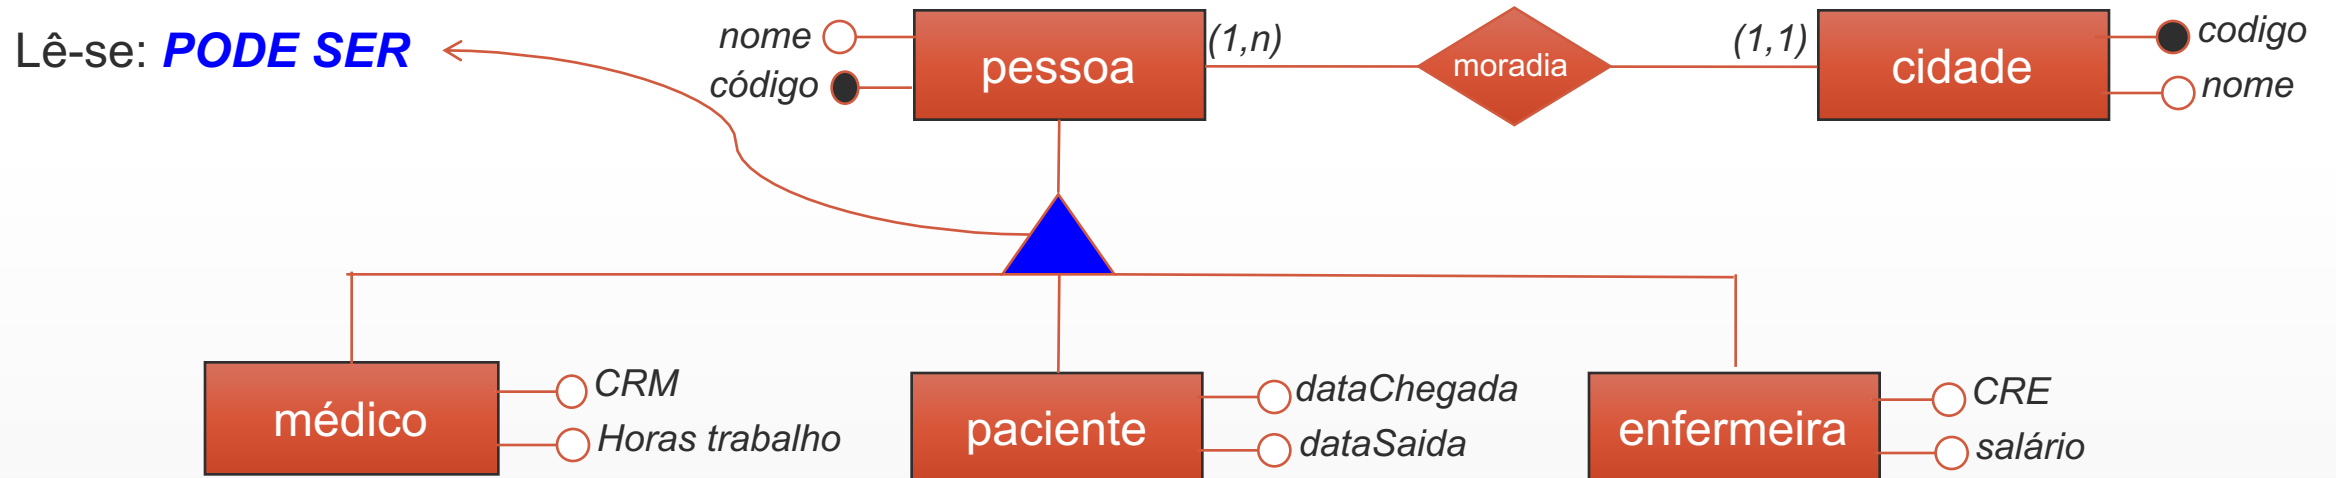 Lê-se: PODE SER
nome
código
pessoa
(1,n)
moradia
(1,1)
cidade
codigo
nome
médico
CRM
Horas trabalho
paciente
dataChegada
dataSaida
enfermeira
CRE
salário